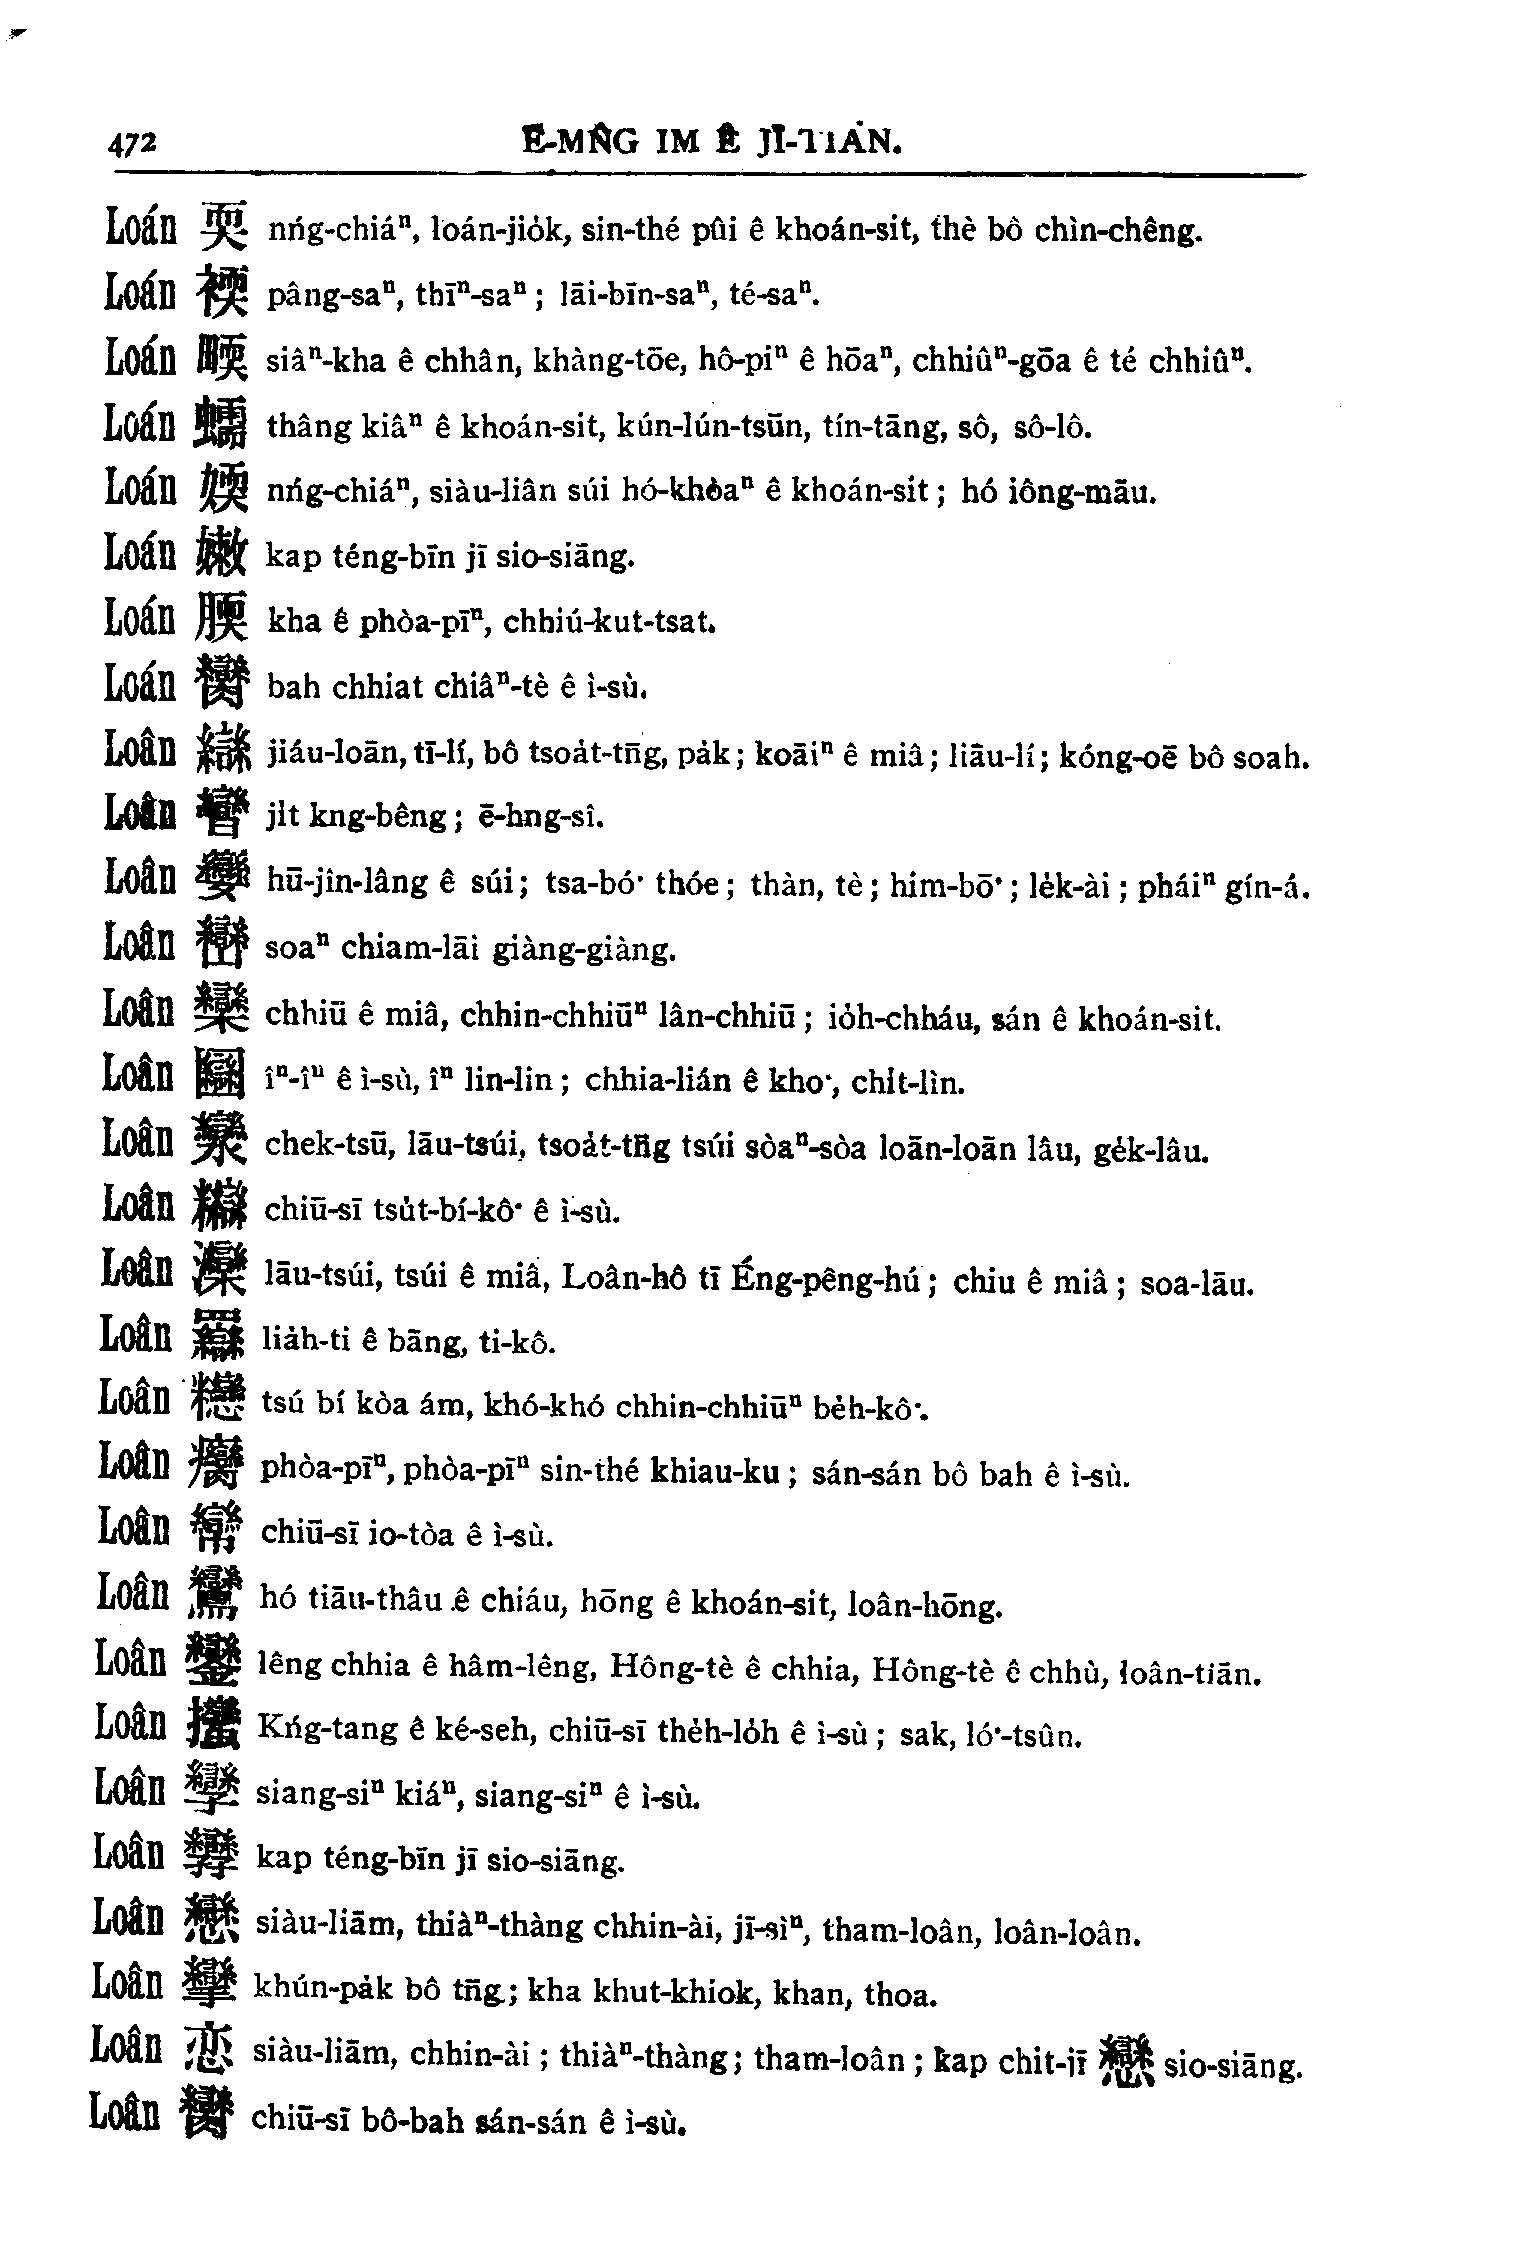 472 Ē-MN̂G IM Ê JĪ-TIÁN.
Loán 耎 nńg-chiáⁿ, loán-jio̍k, sin-thé pûi ê khoán-sit, thè bô chìn-chêng.
Loán 䙇 pâng-saⁿ, thīⁿ-saⁿ; lāi-bīn-saⁿ, té-saⁿ.
Loán 畽 siâⁿ-kha ê chhân, khàng-tōe, hô-piⁿ ê hōaⁿ, chhiûⁿ-gōa ê té chhiûⁿ.
Loán 蠕 thâng kiâⁿ ê khoán-sit, kún-lún-tsūn, tín-tāng, sô, sô-lô.
Loán 媆 nńg-chiáⁿ, siàu-liân súi hó-khòaⁿ ê khoán-sit; hó iông-māu.
Loán 嫩 kap téng-bīn jī sio-siāng.
Loán 腝 kha ê phòa-pīⁿ, chhiú-kut-tsat.
Loán 臠 bah chhiat chiâⁿ-tè ê ì-sù.
Loân 䜌 jiáu-loān, tī-lí, bô tsoa̍t-tn̄g, pa̍k; koāiⁿ ê miâ; liāu-lí; kóng-oē bô soah.
Loân 曫 ji̍t kng-bêng; ē-hng-sî.
Loân 孌 hū-jîn-lâng ê súi; tsa-bó͘ thóe; thàn, tè; him-bō͘; le̍k-ài; pháiⁿ gín-á.
Loân 巒 soaⁿ chiam-lāi giàng-giàng.
Loân 欒 chhiū ê miâ, chhin-chhiūⁿ lân-chhiū; io̍h-chháu, sán ê khoán-sit.
Loân 圝 îⁿ-îⁿ ê ì-sù, îⁿ lin-lin; chhia-lián ê kho͘, chi̍t-lìn.
Loân 灓 chek-tsū, lāu-tsúi, tsoa̍t-tn̄g tsúi sòaⁿ-sòa loān-loān lâu, ge̍k-lâu.
Loân chiū-sī tsu̍t-bí-kô͘ ê ì-sù.
Loân 灤 lāu-tsúi, tsúi ê miâ, Loân-hô tī Éng-pêng-hú; chiu ê miâ; soa-lāu.
Loân 羉 lia̍h-ti ê bāng, ti-kô.
Loân tsú bí kòa ám, khó-khó chhin-chhiūⁿ be̍h-kô͘.
Loân 癵 phòa-pīⁿ, phòa-pīⁿ sin-thé khiau-ku; sán-sán bô bah ê ì-sù.
Loân chiū-sī io-tòa ê ì-sù.
Loân 鸞 hó tiāu-thâu ê chiáu, hōng ê khoán-sit, loân-hōng.
Loân 鑾 lêng chhia ê hâm-lêng, Hông-tè ê chhia, Hông-tè ê chhù, loân-tiān.
Loân Kńg-tang ê ké-seh, chiū-sī the̍h-lo̍h ê ì-sù; sak, ló͘-tsûn.
Loân 孿 siang-siⁿ kiáⁿ, siang-siⁿ ê ì-sù.
Loân kap téng-bīn jī sio-siāng.
Loân 戀 siàu-liām, thiàⁿ-thàng chhin-ài, jī-sìⁿ, tham-loân, loân-loân.
Loân 攣 khún-pa̍k bô tn̄g; kha khut-khiok, khan, thoa.
Loân 恋 siàu-liām, chhin-ài; thiàⁿ-thàng; tham-loân; kap chit-jī 戀 sio-siāng.
Loân 臠 chiū-sī bô-bah sán-sán ê ì-sù.